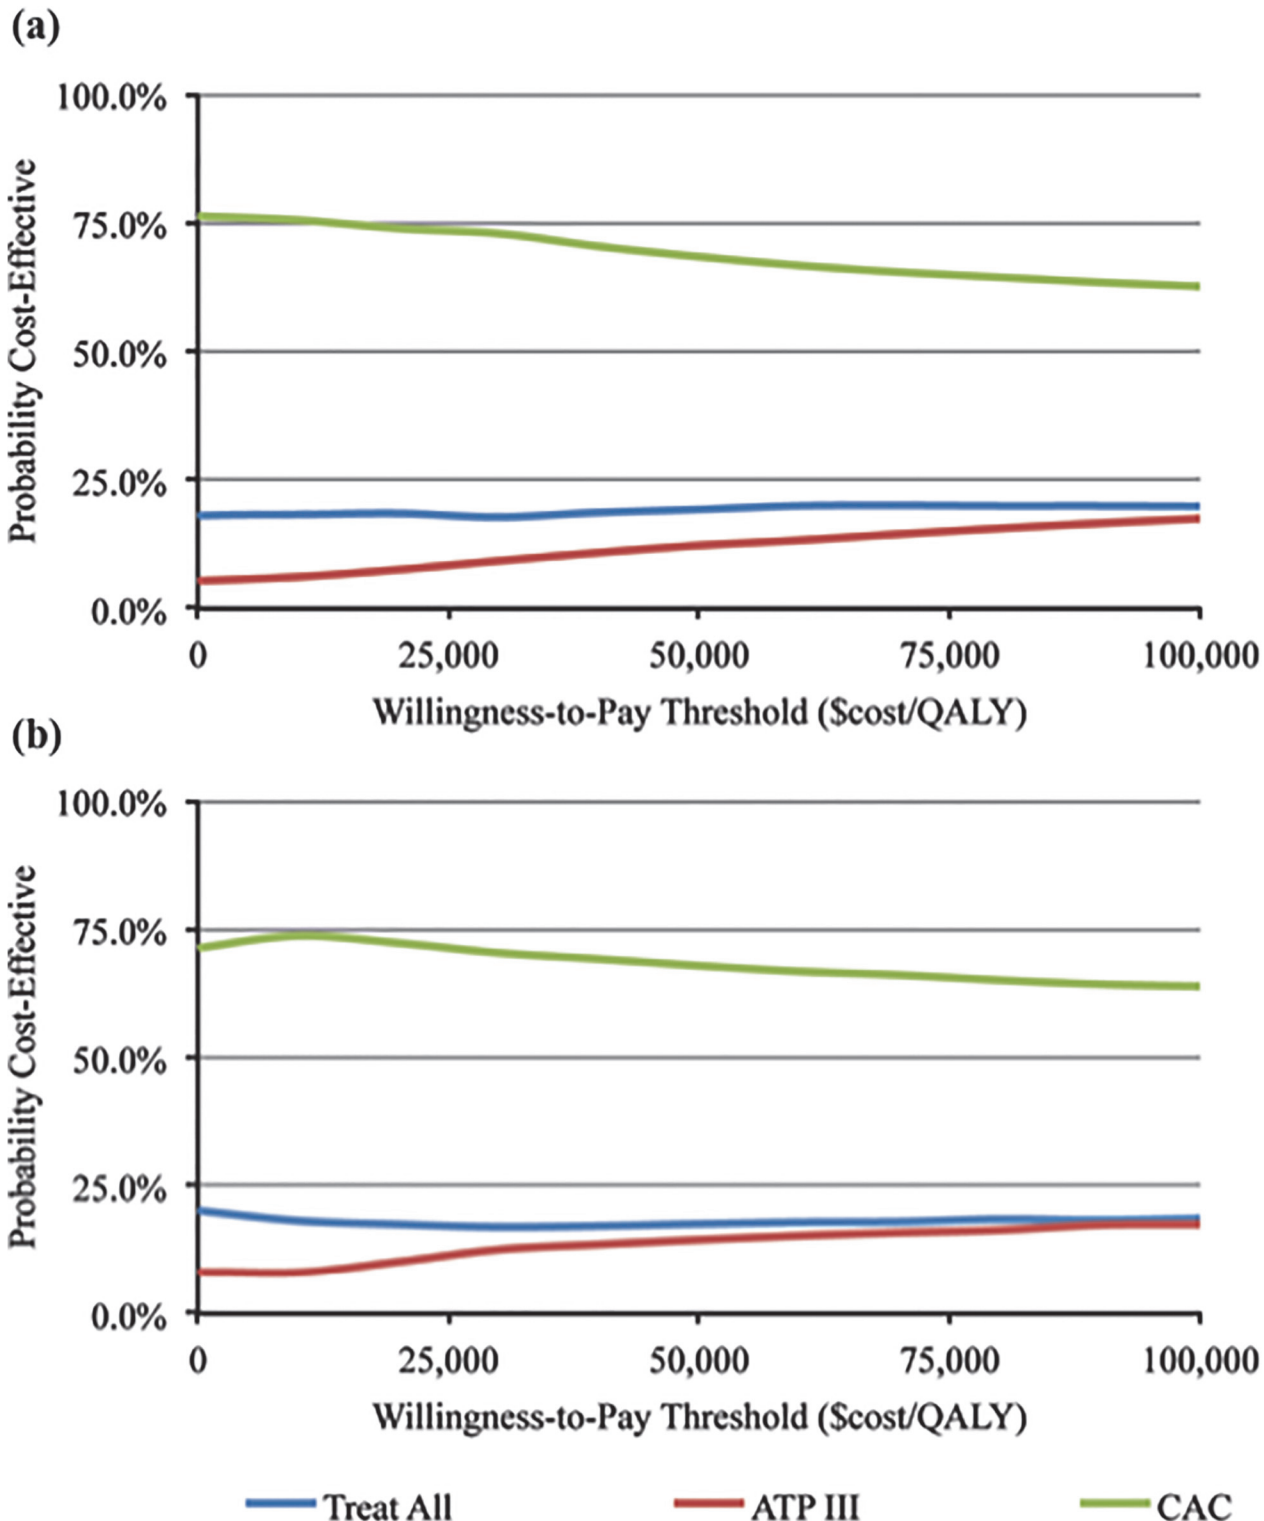 (a)
100.0%
75.0%
50.0%
25.0%
0.0%
Probability Cost-Effective
0 25,000 50,000 75,000 100,000
Willingness-to-Pay Threshold ($cost/QALY)
(b)
100.0%
75.0%
50.0%
25.0%
0.0%
Probability Cost-Effective
0 25,000 50,000 75,000 100,000
Willingness-to-Pay Threshold ($cost/QALY)
Treat All ATP III CAC